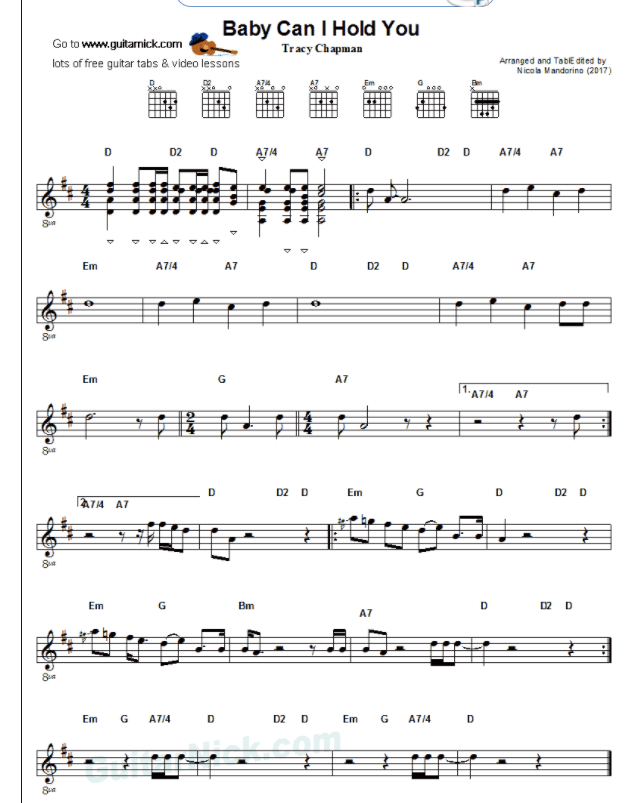 Baby Can I Hold You
Go to www.guitarnick.com
Tracy Chapman
lots of free guitar tabs & video lessons
Arranged and TablEdited by
Nicola Mandorino (2017)
D D2 A7/4 A7 Em G Bm
D D2 D A7/4 A7 D D2 D A7/4 A7
4 4
8va
Em A7/4 A7 D D2 D A7/4 A7
8va
Em G A7 1. A7/4 A7
2 4 4 4
8va
2. A7/4 A7 D D2 D Em G D D2 D
8va
Em G Bm A7 D D2 D
8va
Em G A7/4 D D2 D Em G A7/4 D
GuitarNick.com
8va